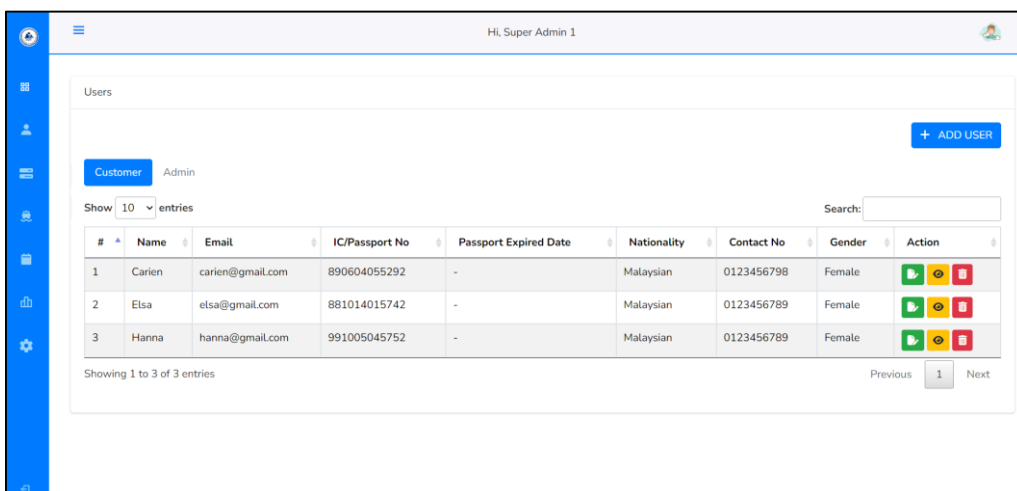 Hi, Super Admin 1
Users
+ ADD USER
Customer Admin
Show 10 entries Search:
# Name Email IC/Passport No Passport Expired Date Nationality Contact No Gender Action
1 Carien carien@gmail.com 890604055292 - Malaysian 0123456798 Female
2 Elsa elsa@gmail.com 881014015742 - Malaysian 0123456789 Female
3 Hanna hanna@gmail.com 991005045752 - Malaysian 0123456789 Female
Showing 1 to 3 of 3 entries Previous 1 Next